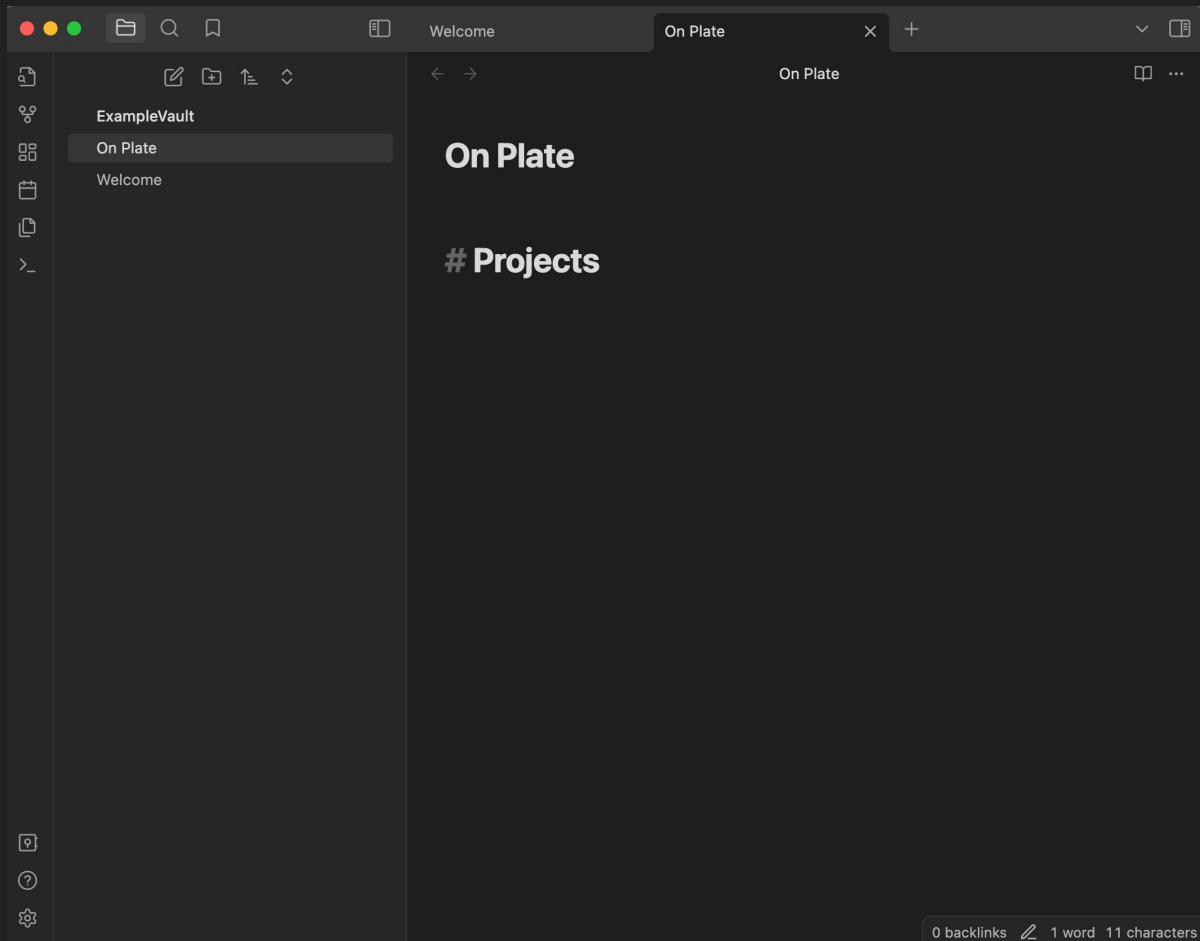 Welcome
On Plate
ExampleVault
On Plate
Welcome
On Plate
On Plate
# Projects
0 backlinks 1 word 11 characters